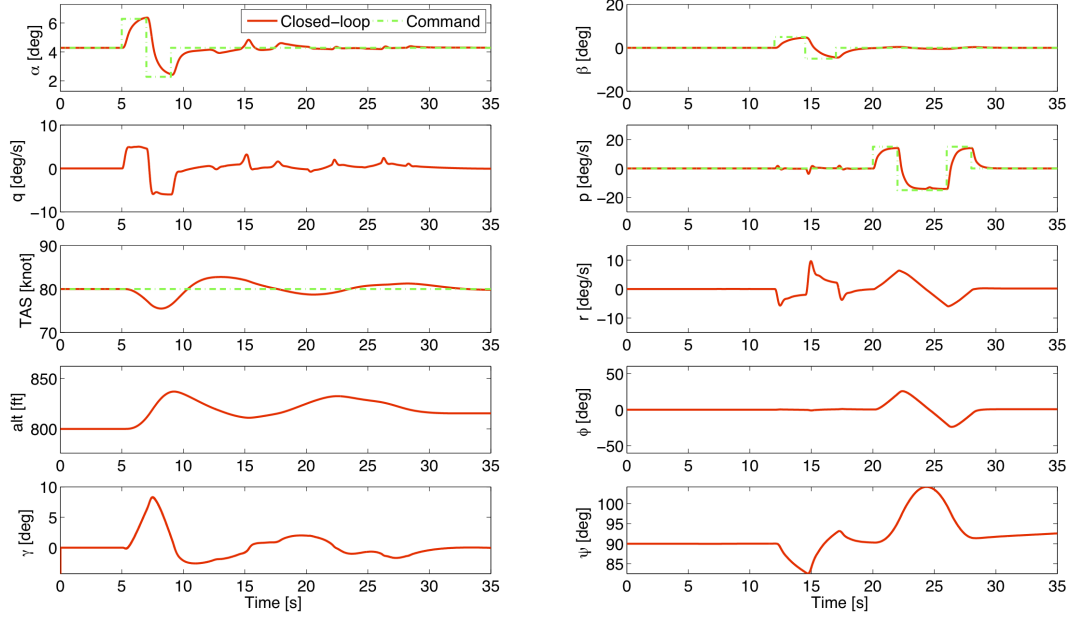 Closed-loop
Command
6
4
2
α [deg]
0 5 10 15 20 25 30 35
20
0
−20
β [deg]
0 5 10 15 20 25 30 35
10
0
−10
q [deg/s]
0 5 10 15 20 25 30 35
20
0
−20
p [deg/s]
0 5 10 15 20 25 30 35
90
80
70
TAS [knot]
0 5 10 15 20 25 30 35
10
0
−10
r [deg/s]
0 5 10 15 20 25 30 35
850
800
alt [ft]
0 5 10 15 20 25 30 35
50
0
−50
ϕ [deg]
0 5 10 15 20 25 30 35
10
5
0
γ [deg]
0 5 10 15 20 25 30 35
Time [s]
100
95
90
85
ψ [deg]
0 5 10 15 20 25 30 35
Time [s]